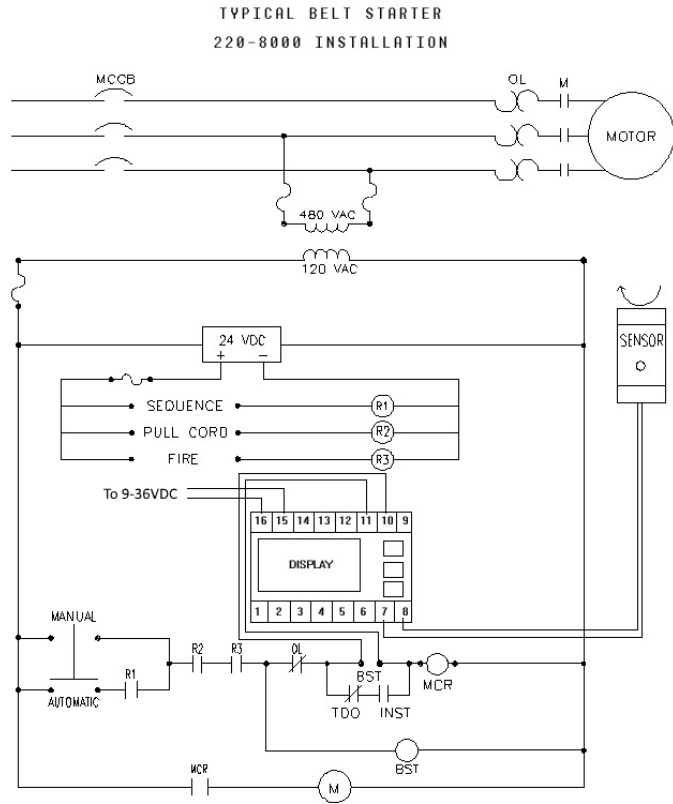 TYPICAL BELT STARTER
220-8000 INSTALLATION
MCCB
OL
M
MOTOR
480 VAC
120 VAC
24 VDC
+ −
SENSOR
SEQUENCE R1
PULL CORD R2
FIRE R3
To 9-36VDC
16 15 14 13 12 11 10 9
DISPLAY
1 2 3 4 5 6 7 8
MANUAL
R2 R3 OL
R1
BST
MCR
AUTOMATIC
TDO INST
BST
MCR
M